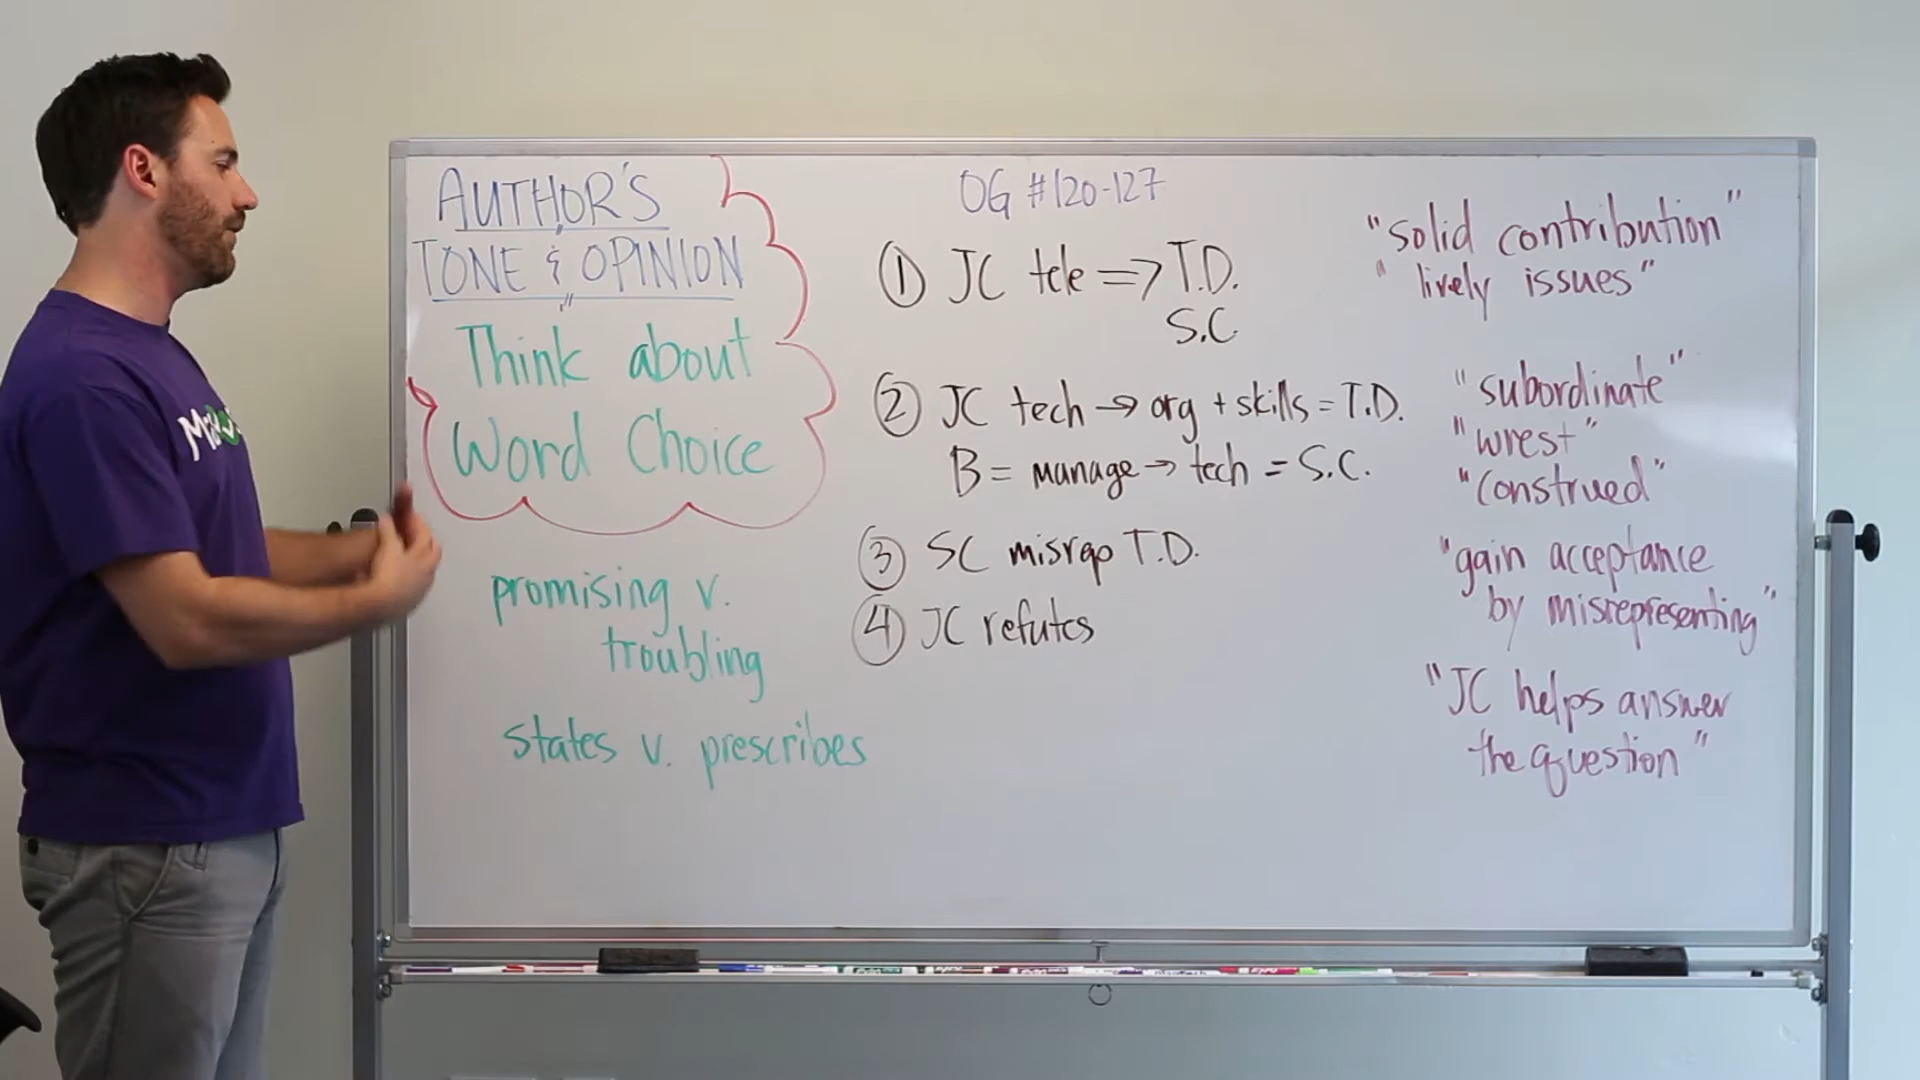 AUTHOR'S
TONE & OPINION
Think about
Word Choice
promising v.
troubling
states v. prescribes
OG #120-127
① JC tele => T.D.
S.C
② JC tech → org + skills = T.D.
B = manage → tech = S.C.
③ SC misrep T.D.
④ JC refutes
"solid contribution"
"lively issues"
"subordinate"
"wrest"
"construed"
"gain acceptance
by misrepresenting"
"JC helps answer
the question"